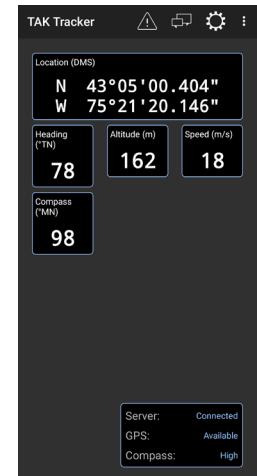 TAK Tracker
Location (DMS)
N 43°05'00.404"
W 75°21'20.146"
Heading (°TN)
78
Altitude (m)
162
Speed (m/s)
18
Compass (°MN)
98
Server: Connected
GPS: Available
Compass: High